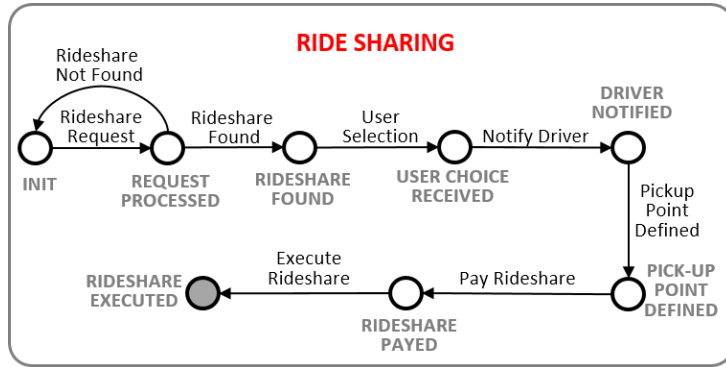 RIDE SHARING
Rideshare
Not Found
Rideshare
Request
Rideshare
Found
User
Selection
Notify Driver
DRIVER
NOTIFIED
INIT
REQUEST
PROCESSED
RIDESHARE
FOUND
USER CHOICE
RECEIVED
Pickup
Point
Defined
Execute
Rideshare
Pay Rideshare
RIDESHARE
EXECUTED
PICK-UP
POINT
DEFINED
RIDESHARE
PAYED